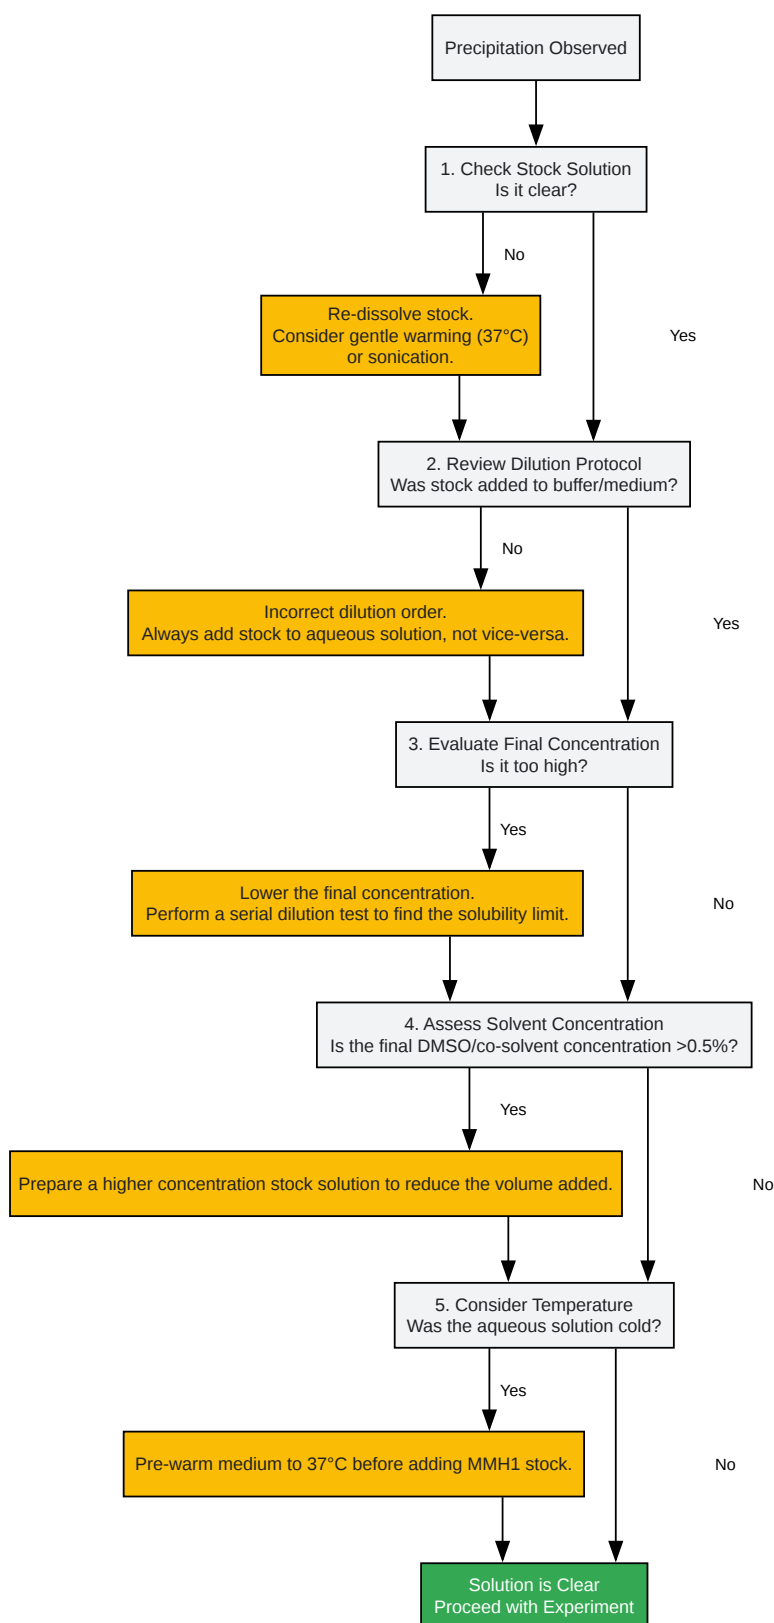 Precipitation Observed
1. Check Stock Solution
Is it clear?
No
Re-dissolve stock.
Consider gentle warming (37°C)
or sonication.
Yes
2. Review Dilution Protocol
Was stock added to buffer/medium?
No
Incorrect dilution order.
Always add stock to aqueous solution, not vice-versa.
Yes
3. Evaluate Final Concentration
Is it too high?
Yes
Lower the final concentration.
Perform a serial dilution test to find the solubility limit.
No
4. Assess Solvent Concentration
Is the final DMSO/co-solvent concentration >0.5%?
Yes
Prepare a higher concentration stock solution to reduce the volume added.
No
5. Consider Temperature
Was the aqueous solution cold?
Yes
Pre-warm medium to 37°C before adding MMH1 stock.
No
Solution is Clear
Proceed with Experiment